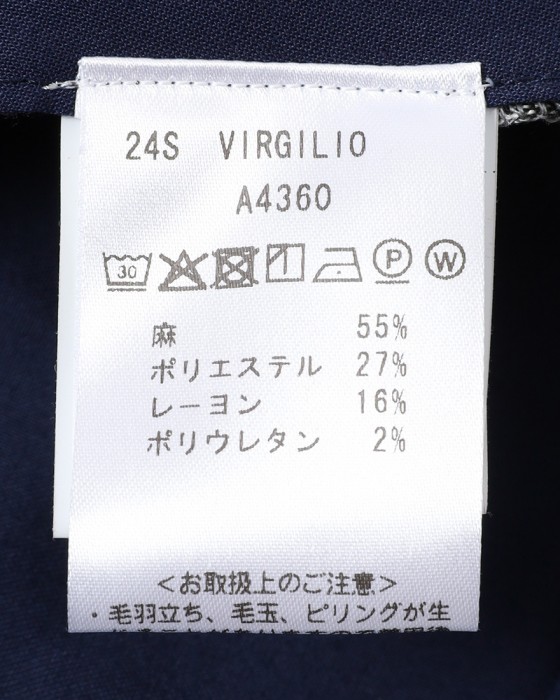 24S VIRGILIO
A4360
30 P W
麻 55%
ポリエステル 27%
レーヨン 16%
ポリウレタン 2%
<お取扱上のご注意>
・毛羽立ち、毛玉、ピリングが生